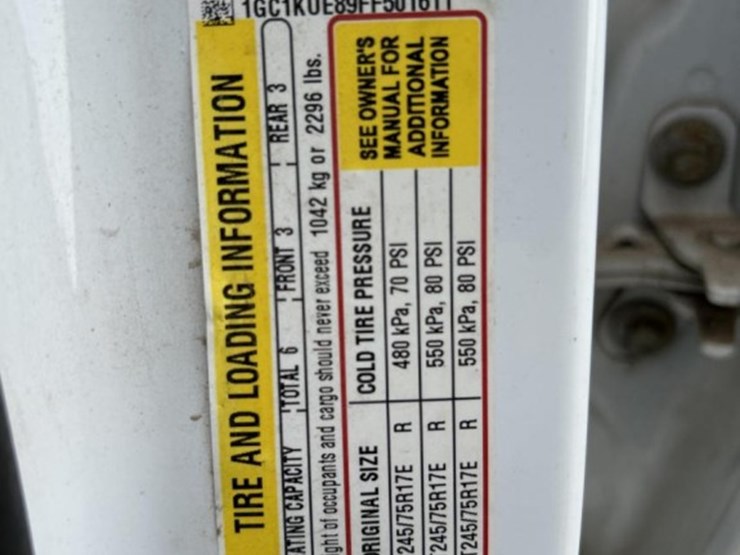 1GC1KUE89FF501611
TIRE AND LOADING INFORMATION
ATING CAPACITY TOTAL 6 FRONT 3 REAR 3
ght of occupants and cargo should never exceed 1042 kg or 2296 lbs.
RIGINAL SIZE COLD TIRE PRESSURE
245/75R17E R 480 kPa, 70 PSI
245/75R17E R 550 kPa, 80 PSI
T245/75R17E R 550 kPa, 80 PSI
SEE OWNER'S
MANUAL FOR
ADDITIONAL
INFORMATION